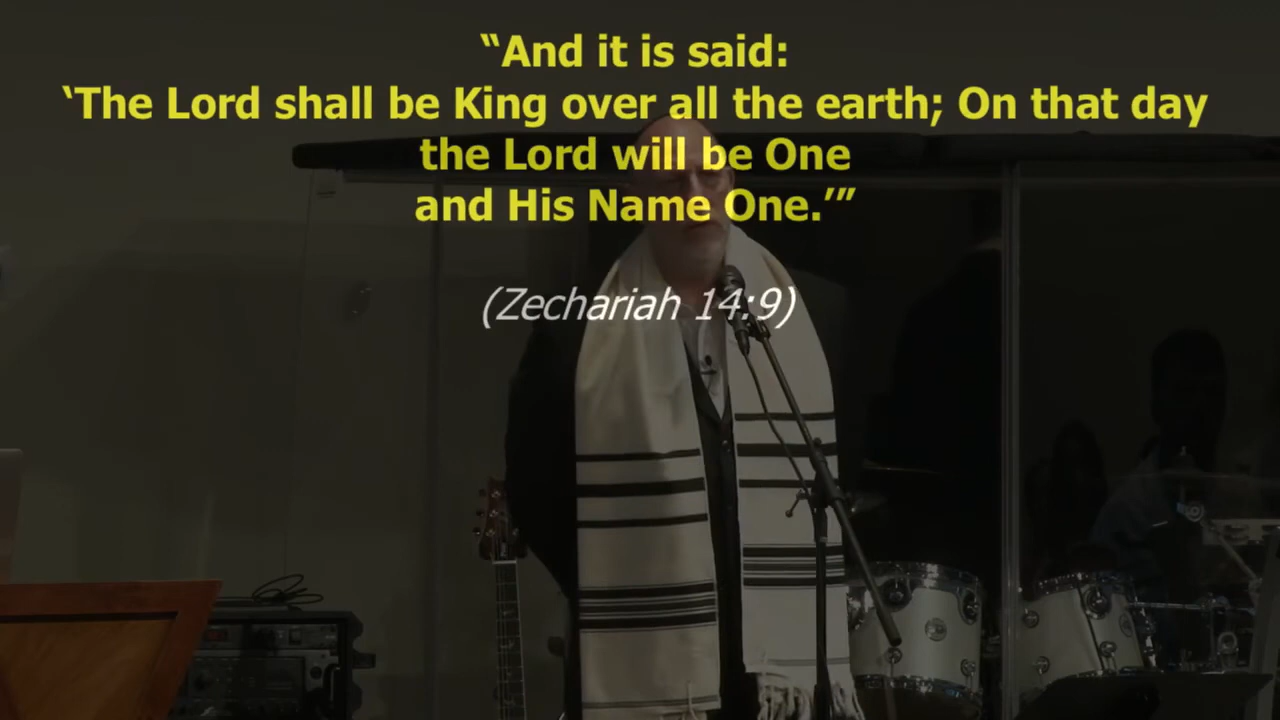 “And it is said:
‘The Lord shall be King over all the earth; On that day
the Lord will be One
and His Name One.’”
(Zechariah 14:9)